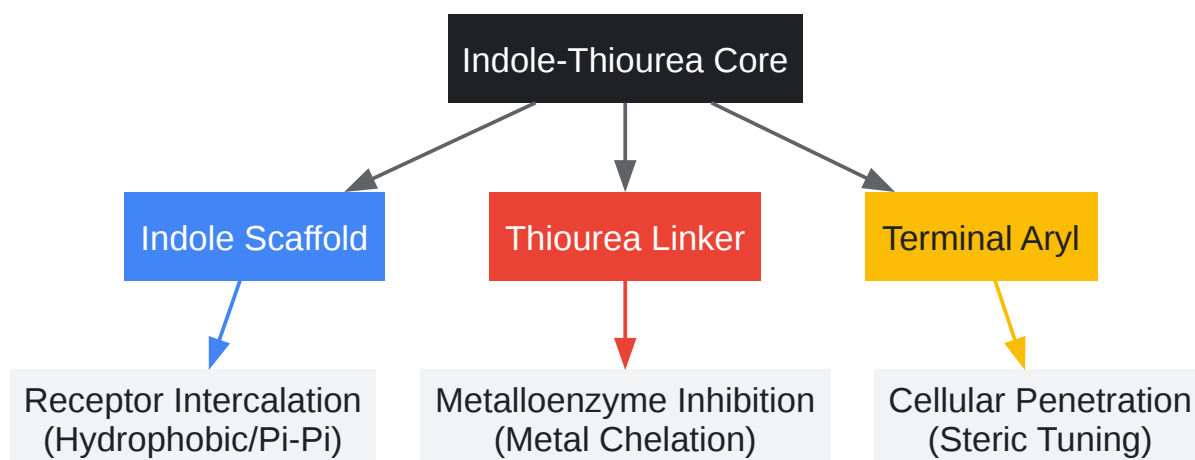 Indole-Thiourea Core
Indole Scaffold
Thiourea Linker
Terminal Aryl
Receptor Intercalation
(Hydrophobic/Pi-Pi)
Metalloenzyme Inhibition
(Metal Chelation)
Cellular Penetration
(Steric Tuning)